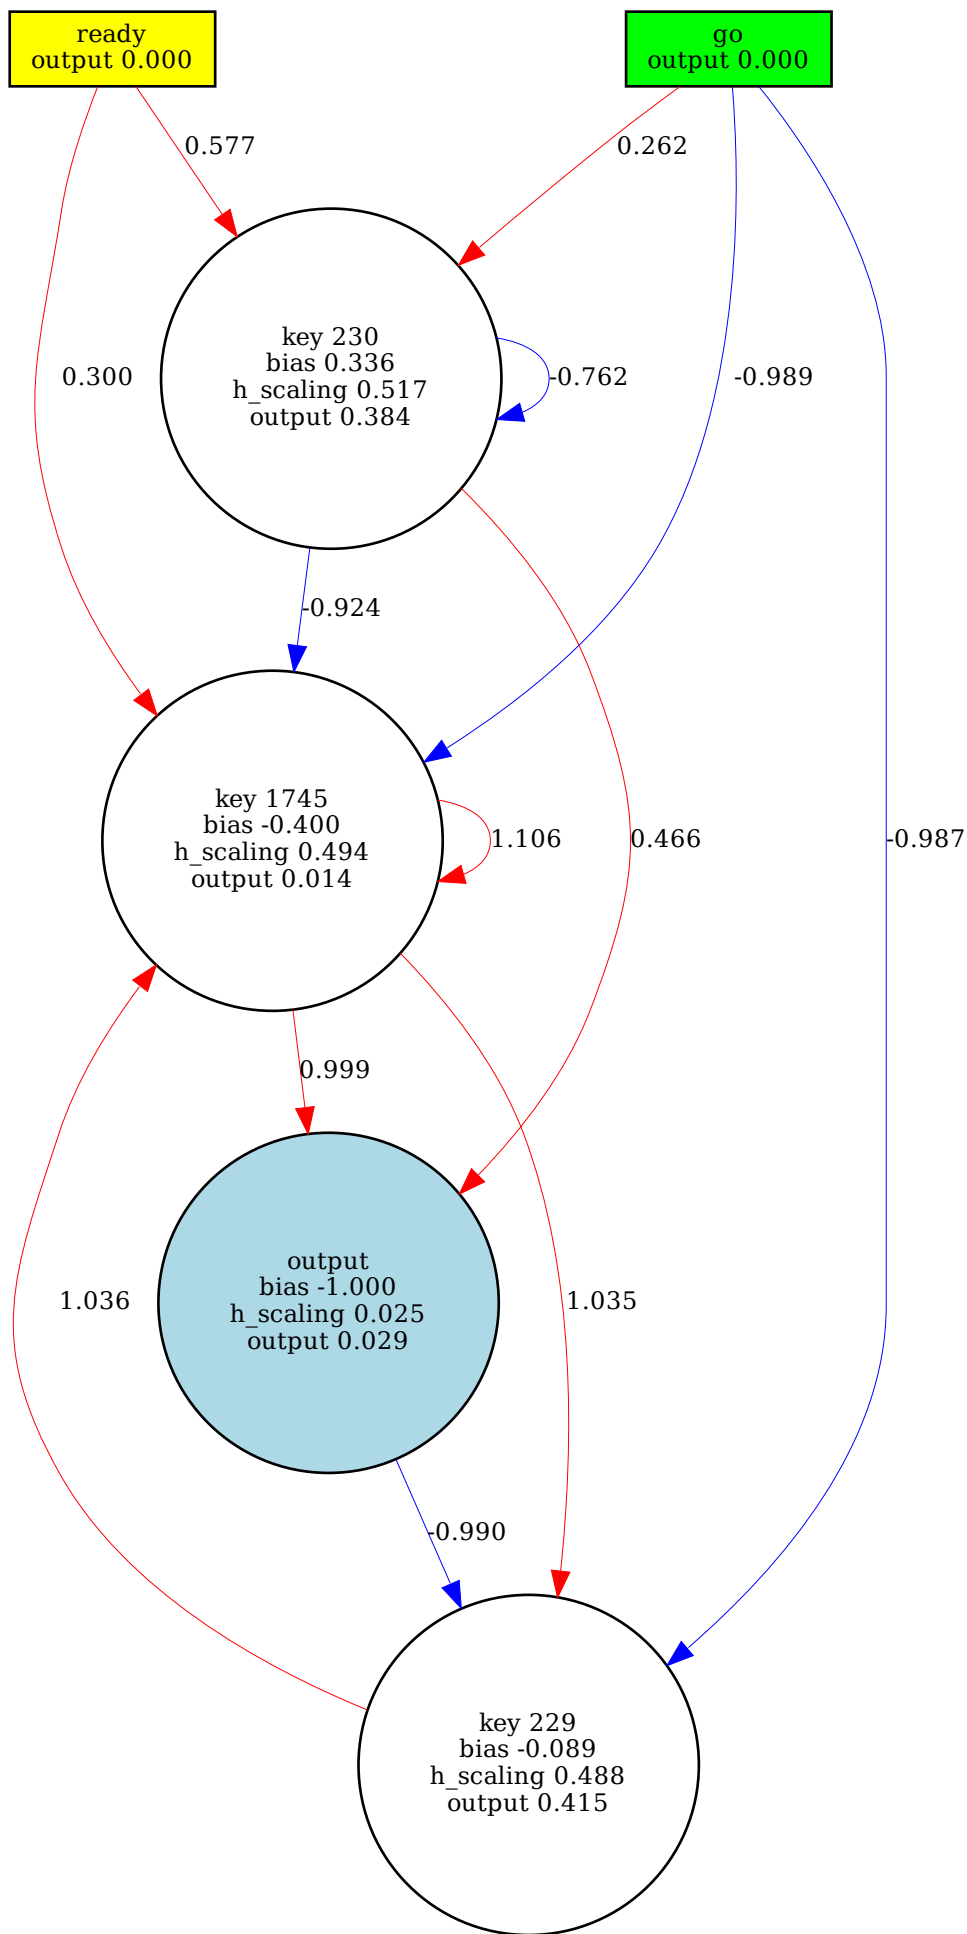 ready
output 0.000
go
output 0.000
0.577
0.262
key 230
bias 0.336
h_scaling 0.517
output 0.384
0.300
-0.762
-0.989
-0.924
key 1745
bias -0.400
h_scaling 0.494
output 0.014
1.106
0.466
-0.987
0.999
output
bias -1.000
h_scaling 0.025
output 0.029
1.036
1.035
-0.990
key 229
bias -0.089
h_scaling 0.488
output 0.415